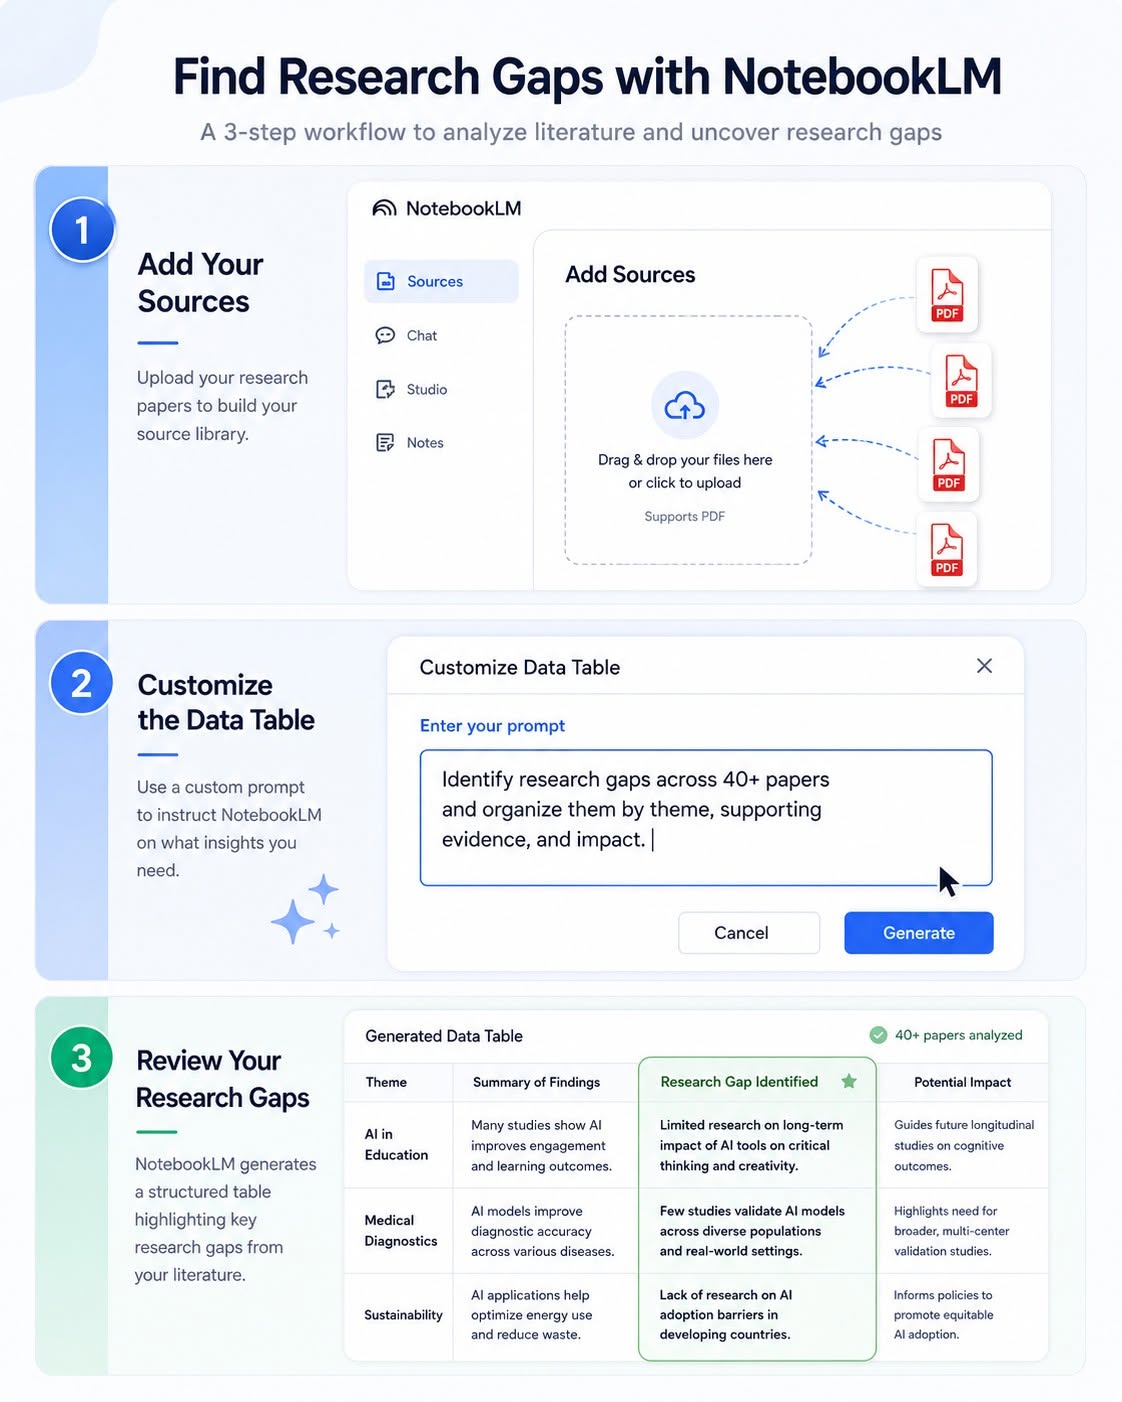 Find Research Gaps with NotebookLM
A 3-step workflow to analyze literature and uncover research gaps
1
Add Your
Sources
Upload your research
papers to build your
source library.
NotebookLM
Sources
Chat
Studio
Notes
Add Sources
Drag & drop your files here
or click to upload
Supports PDF
PDF
PDF
PDF
PDF
2
Customize
the Data Table
Use a custom prompt
to instruct NotebookLM
on what insights you
need.
Customize Data Table
Enter your prompt
Identify research gaps across 40+ papers
and organize them by theme, supporting
evidence, and impact.
Cancel
Generate
3
Review Your
Research Gaps
NotebookLM generates
a structured table
highlighting key
research gaps from
your literature.
Generated Data Table
40+ papers analyzed
Theme
Summary of Findings
Research Gap Identified
Potential Impact
AI in
Education
Many studies show AI
improves engagement
and learning outcomes.
Limited research on long-term
impact of AI tools on critical
thinking and creativity.
Guides future longitudinal
studies on cognitive
outcomes.
Medical
Diagnostics
AI models improve
diagnostic accuracy
across various diseases.
Few studies validate AI models
across diverse populations
and real-world settings.
Highlights need for
broader, multi-center
validation studies.
Sustainability
AI applications help
optimize energy use
and reduce waste.
Lack of research on AI
adoption barriers in
developing countries.
Informs policies to
promote equitable
AI adoption.